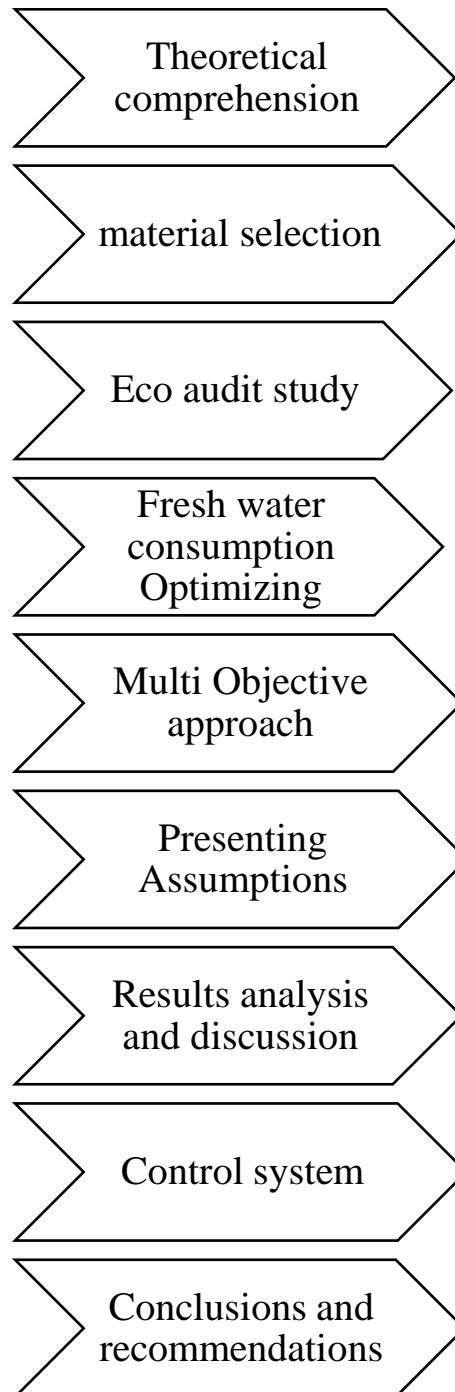 Theoretical
comprehension
material selection
Eco audit study
Fresh water
consumption
Optimizing
Multi Objective
approach
Presenting
Assumptions
Results analysis
and discussion
Control system
Conclusions and
recommendations